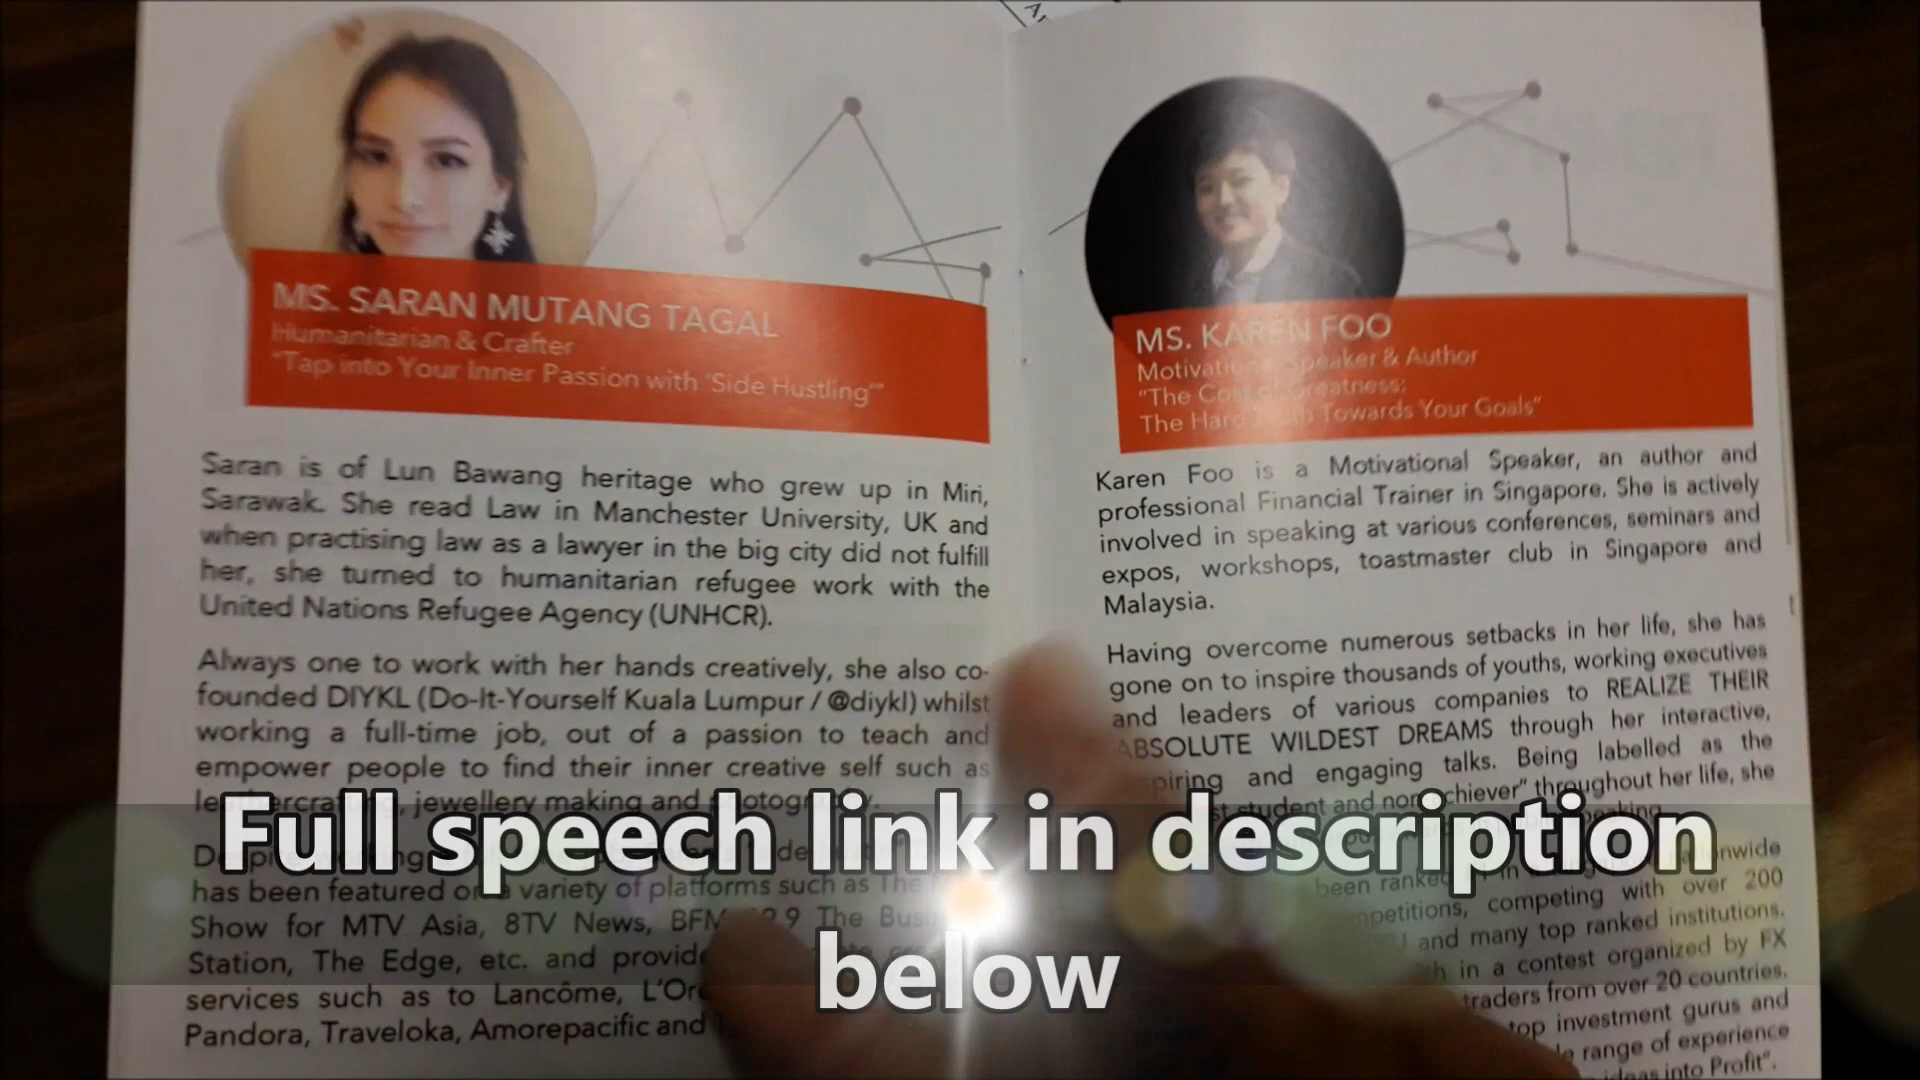 MS. SARAN MUTANG TAGAL
Humanitarian & Crafter
"Tap into Your Inner Passion with 'Side Hustling'"
Saran is of Lun Bawang heritage who grew up in Miri,
Sarawak. She read Law in Manchester University, UK and
when practising law as a lawyer in the big city did not fulfill
her, she turned to humanitarian refugee work with the
United Nations Refugee Agency (UNHCR).
Always one to work with her hands creatively, she also co-
founded DIYKL (Do-It-Yourself Kuala Lumpur / @diykl) whilst
working a full-time job, out of a passion to teach and
empower people to find their inner creative self such as
jewellery making and
has been featured on a variety of platforms such as The
Show for MTV Asia, 8TV News, BFM The
Station, The Edge, etc. and
services such as to Lancôme,
Pandora, Traveloka, Amorepacific and
MS. KAREN FOO
Speaker & Author
"The
The Towards Your Goals"
Karen Foo is a Motivational Speaker, an author and
professional Financial Trainer in Singapore. She is actively
involved in speaking at various conferences, seminars and
expos, workshops, toastmaster club in Singapore and
Malaysia.
Having overcome numerous setbacks in her life, she has
gone on to inspire thousands of youths, working executives
and leaders of various companies to REALIZE THEIR
ABSOLUTE WILDEST DREAMS through her interactive,
and engaging talks. Being labelled as the
student and throughout her life, she
been ranked
competing with over 200
and many top ranked institutions.
in a contest organized by FX
traders from over 20 countries.
top investment gurus and
range of experience
into Profit".
Full speech link in description
below